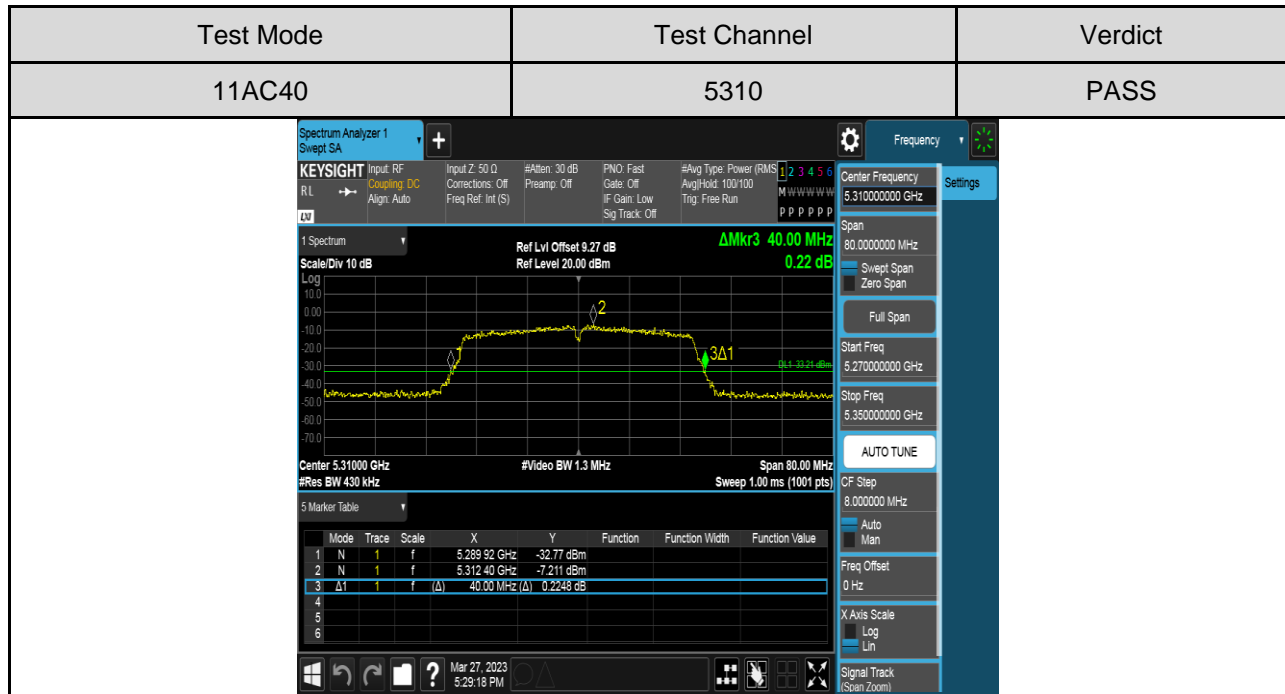 Test Mode Test Channel Verdict
11AC40 5310 PASS
Spectrum Analyzer 1
Swept SA
+
Frequency
KEYSIGHT Input: RF Input Z: 50 Ω #Atten: 30 dB PNO: Fast #Avg Type: Power (RMS 1 2 3 4 5 6
RL Coupling: DC Corrections: Off Preamp: Off Gate: Off Avg|Hold: 100/100 M W W W W W
Align: Auto Freq Ref: Int (S) IF Gain: Low Trig: Free Run
LXI Sig Track: Off P P P P P P
Center Frequency
5.310000000 GHz
Settings
Span
80.0000000 MHz
Swept Span
Zero Span
Full Span
Start Freq
5.270000000 GHz
Stop Freq
5.350000000 GHz
AUTO TUNE
CF Step
8.000000 MHz
Auto
Man
Freq Offset
0 Hz
X Axis Scale
Log
Lin
Signal Track
(Span Zoom)
1 Spectrum
Ref Lvl Offset 9.27 dB ΔMkr3 40.00 MHz
Scale/Div 10 dB Ref Level 20.00 dBm 0.22 dB
Log
10.0
0.00
-10.0
-20.0
-30.0
-40.0
-50.0
-60.0
-70.0
1
2
3Δ1
DL1 -33.21 dBm
Center 5.31000 GHz #Video BW 1.3 MHz Span 80.00 MHz
#Res BW 430 kHz Sweep 1.00 ms (1001 pts)
5 Marker Table
Mode Trace Scale X Y Function Function Width Function Value
1 N 1 f 5.289 92 GHz -32.77 dBm
2 N 1 f 5.312 40 GHz -7.211 dBm
3 Δ1 1 f (Δ) 40.00 MHz (Δ) 0.2248 dB
4
5
6
?
Mar 27, 2023
5:29:18 PM